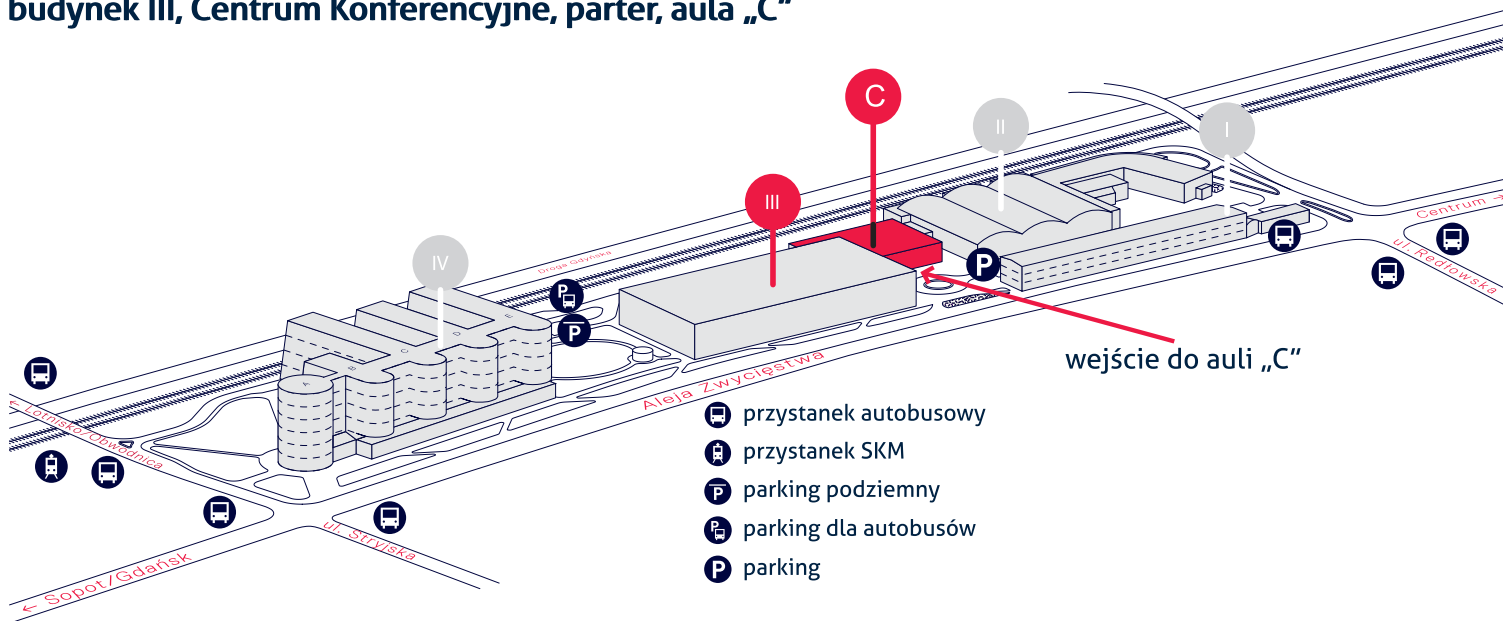 budynek III, Centrum Konferencyjne, parter, aula „C”
C
II
I
III
IV
Droga Gdyńska
Centrum →
ul. Redłowska
P
P
P
E
D
C
B
A
wejście do auli „C”
Aleja Zwycięstwa
← Lotnisko/Obwodnica
przystanek autobusowy
przystanek SKM
P parking podziemny
P parking dla autobusów
P parking
ul. Stryjska
← Sopot/Gdańsk